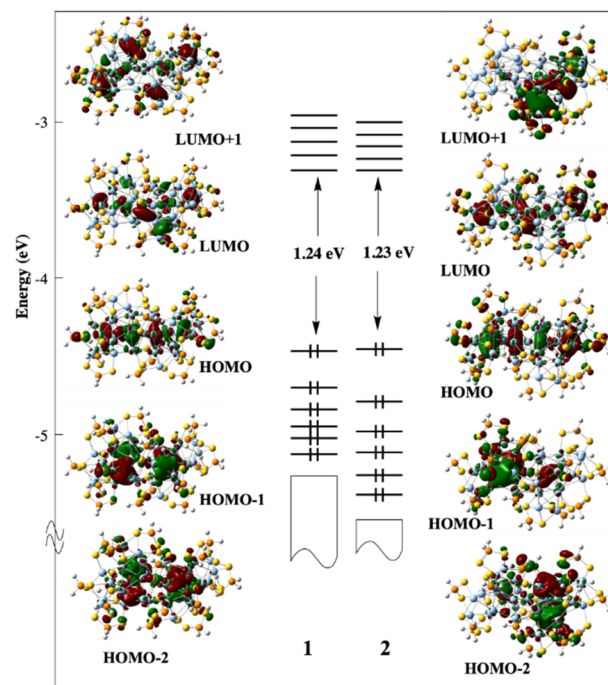 Energy (eV)
-3
-4
-5
LUMO+1
LUMO
HOMO
HOMO-1
HOMO-2
1.24 eV
1.23 eV
1
2
LUMO+1
LUMO
HOMO
HOMO-1
HOMO-2